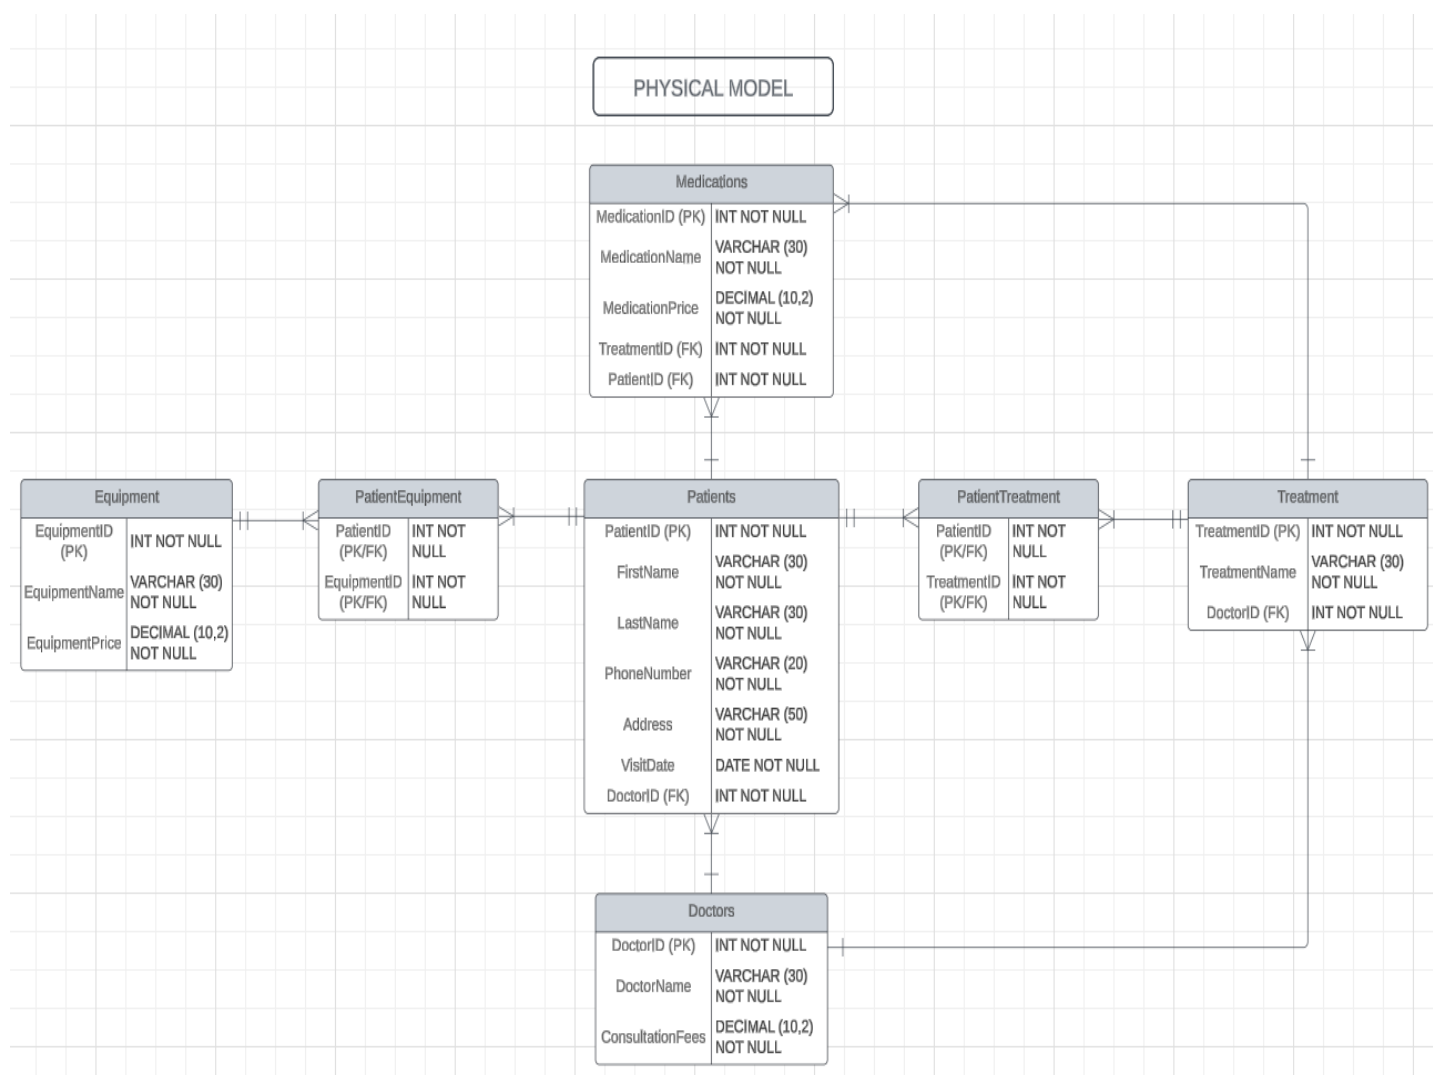 PHYSICAL MODEL
Medications
MedicationID (PK) INT NOT NULL
MedicationName VARCHAR (30)
NOT NULL
MedicationPrice DECIMAL (10,2)
NOT NULL
TreatmentID (FK) INT NOT NULL
PatientID (FK) INT NOT NULL
Equipment
EquipmentID
(PK)
INT NOT NULL
EquipmentName
VARCHAR (30)
NOT NULL
EquipmentPrice
DECIMAL (10,2)
NOT NULL
PatientEquipment
PatientID
(PK/FK)
INT NOT
NULL
EquipmentID
(PK/FK)
INT NOT
NULL
Patients
PatientID (PK) INT NOT NULL
FirstName VARCHAR (30)
NOT NULL
LastName VARCHAR (30)
NOT NULL
PhoneNumber VARCHAR (20)
NOT NULL
Address VARCHAR (50)
NOT NULL
VisitDate DATE NOT NULL
DoctorID (FK) INT NOT NULL
PatientTreatment
PatientID
(PK/FK)
INT NOT
NULL
TreatmentID
(PK/FK)
INT NOT
NULL
Treatment
TreatmentID (PK) INT NOT NULL
TreatmentName VARCHAR (30)
NOT NULL
DoctorID (FK) INT NOT NULL
Doctors
DoctorID (PK) INT NOT NULL
DoctorName VARCHAR (30)
NOT NULL
ConsultationFees DECIMAL (10,2)
NOT NULL